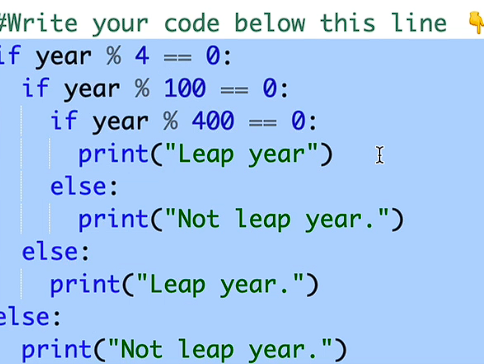 #Write your code below this line 👇
if year % 4 == 0:
  if year % 100 == 0:
    if year % 400 == 0:
      print("Leap year")
    else:
      print("Not leap year.")
  else:
    print("Leap year.")
else:
  print("Not leap year.")